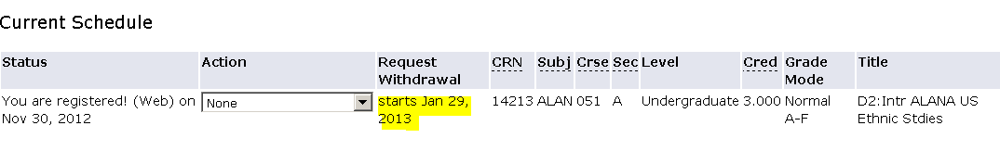 Current Schedule
Status Action Request CRN Subj Crse Sec Level Cred Grade Title
Withdrawal Mode
You are registered! (Web) on None starts Jan 29, 14213 ALAN 051 A Undergraduate 3.000 Normal D2:Intr ALANA US
Nov 30, 2012 2013 A-F Ethnic Stdies